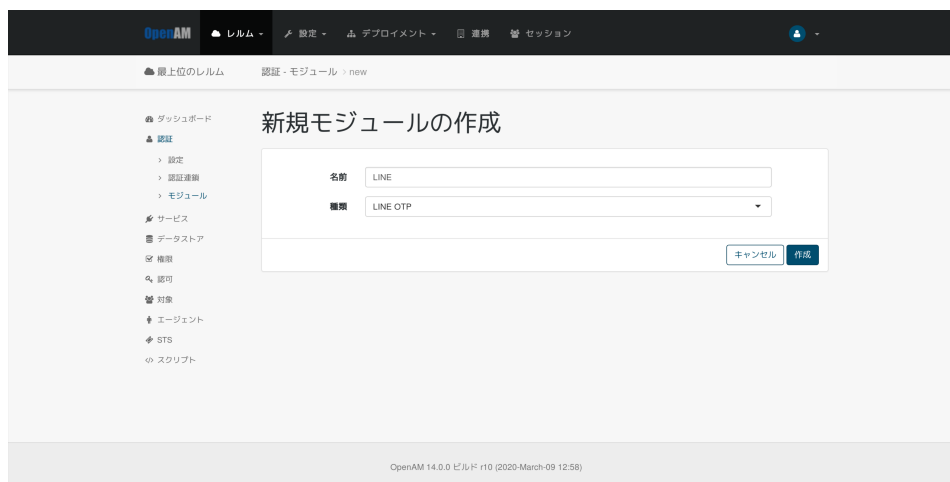 OpenAM レルム 設定 デプロイメント 連携 セッション
最上位のレルム 認証 - モジュール > new
ダッシュボード
認証
> 設定
> 認証連鎖
> モジュール
サービス
データストア
権限
認可
対象
エージェント
STS
スクリプト
新規モジュールの作成
名前 LINE
種類 LINE OTP
キャンセル 作成
OpenAM 14.0.0 ビルド r10 (2020-March-09 12:58)